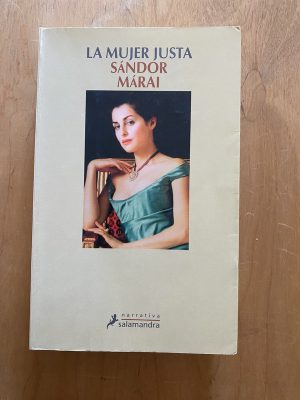 LA MUJER JUSTA
SÁNDOR
MÁRAI
narrativa
salamandra